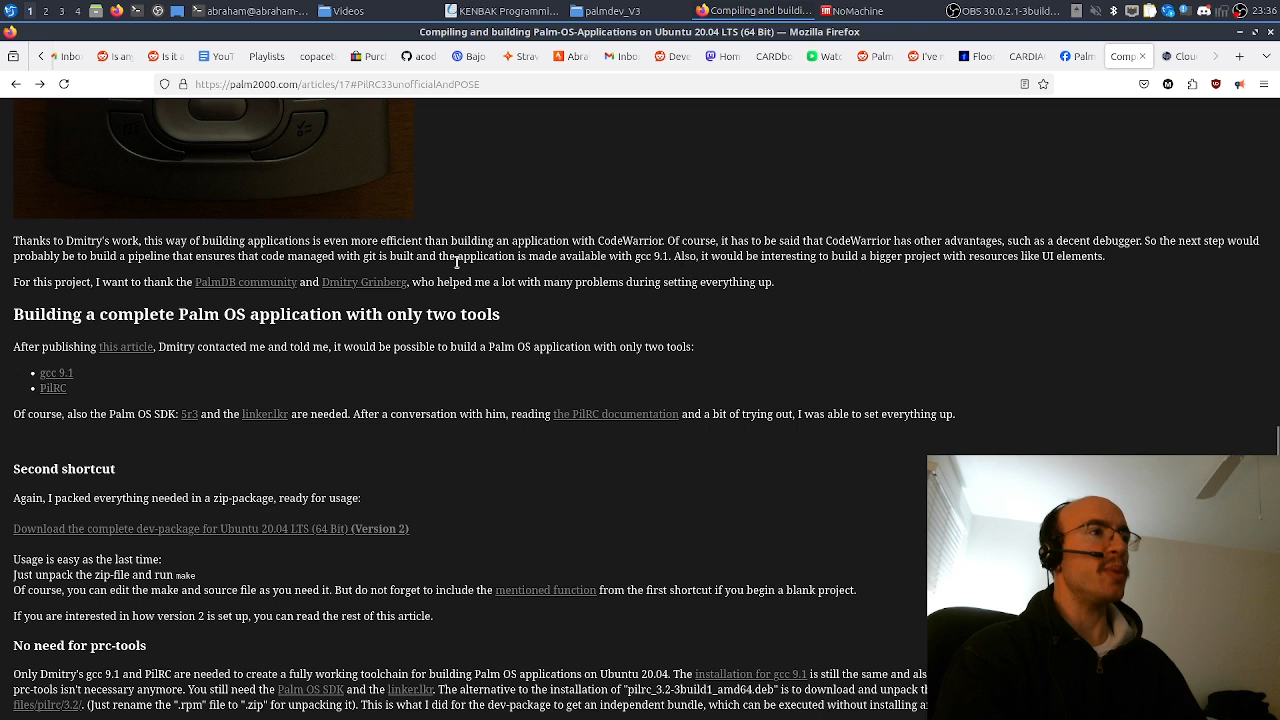 1 2 3 4 abraham@abraham-... Videos KENBAK Programmi... palmdev_V3 Compiling and buildi... NoMachine OBS 30.0.2.1-3build... 23:36
Compiling and building Palm-OS-Applications on Ubuntu 20.04 LTS (64 Bit) — Mozilla Firefox
Inbo Is any Is it a YouT Playlists copacet Purcl acod Bajo Strav Abra Inbo Deve Hom CARDbo Watc Palm I've n Floo CARDIA Palm Comp Clou
https://palm2000.com/articles/17#PilRC33unofficialAndPOSE
Thanks to Dmitry's work, this way of building applications is even more efficient than building an application with CodeWarrior. Of course, it has to be said that CodeWarrior has other advantages, such as a decent debugger. So the next step would
probably be to build a pipeline that ensures that code managed with git is built and the application is made available with gcc 9.1. Also, it would be interesting to build a bigger project with resources like UI elements.
For this project, I want to thank the PalmDB community and Dmitry Grinberg, who helped me a lot with many problems during setting everything up.
Building a complete Palm OS application with only two tools
After publishing this article, Dmitry contacted me and told me, it would be possible to build a Palm OS application with only two tools:
• gcc 9.1
• PilRC
Of course, also the Palm OS SDK: 5r3 and the linker.lkr are needed. After a conversation with him, reading the PilRC documentation and a bit of trying out, I was able to set everything up.
Second shortcut
Again, I packed everything needed in a zip-package, ready for usage:
Download the complete dev-package for Ubuntu 20.04 LTS (64 Bit) (Version 2)
Usage is easy as the last time:
Just unpack the zip-file and run make
Of course, you can edit the make and source file as you need it. But do not forget to include the mentioned function from the first shortcut if you begin a blank project.
If you are interested in how version 2 is set up, you can read the rest of this article.
No need for prc-tools
Only Dmitry's gcc 9.1 and PilRC are needed to create a fully working toolchain for building Palm OS applications on Ubuntu 20.04. The installation for gcc 9.1 is still the same and als
prc-tools isn't necessary anymore. You still need the Palm OS SDK and the linker.lkr. The alternative to the installation of "pilrc_3.2-3build1_amd64.deb" is to download and unpack th
files/pilrc/3.2/. (Just rename the ".rpm" file to ".zip" for unpacking it). This is what I did for the dev-package to get an independent bundle, which can be executed without installing a